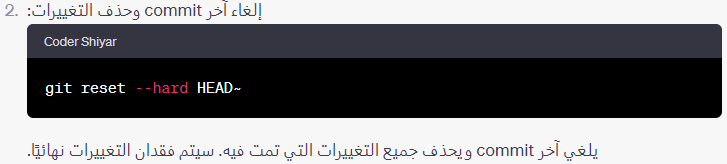 2. إلغاء آخر commit وحذف التغييرات:
Coder Shiyar
git reset --hard HEAD~
يلغي آخر commit ويحذف جميع التغييرات التي تمت فيه. سيتم فقدان التغييرات نهائيًا.